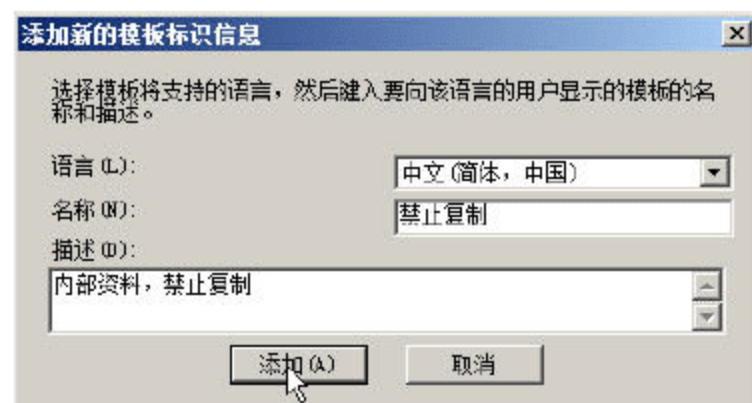 添加新的模板标识信息
选择模板将支持的语言，然后键入要向该语言的用户显示的模板的名
称和描述。
语言(L):
中文(简体，中国)
名称(N):
禁止复制
描述(D):
内部资料，禁止复制
添加(A)
取消